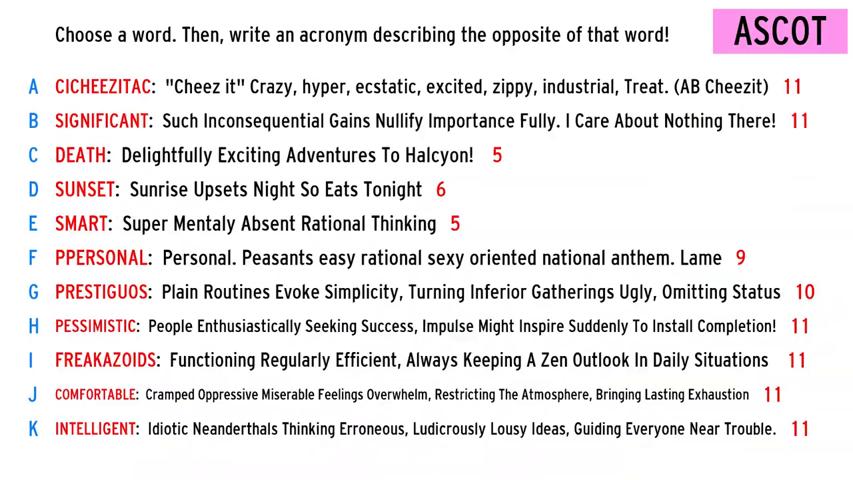 Choose a word. Then, write an acronym describing the opposite of that word!
ASCOT
A CICHEEZITAC: "Cheez it" Crazy, hyper, ecstatic, excited, zippy, industrial, Treat. (AB Cheezit) 11
B SIGNIFICANT: Such Inconsequential Gains Nullify Importance Fully. I Care About Nothing There! 11
C DEATH: Delightfully Exciting Adventures To Halcyon! 5
D SUNSET: Sunrise Upsets Night So Eats Tonight 6
E SMART: Super Mentaly Absent Rational Thinking 5
F PPERSONAL: Personal. Peasants easy rational sexy oriented national anthem. Lame 9
G PRESTIGUOS: Plain Routines Evoke Simplicity, Turning Inferior Gatherings Ugly, Omitting Status 10
H PESSIMISTIC: People Enthusiastically Seeking Success, Impulse Might Inspire Suddenly To Install Completion! 11
I FREAKAZOIDS: Functioning Regularly Efficient, Always Keeping A Zen Outlook In Daily Situations 11
J COMFORTABLE: Cramped Oppressive Miserable Feelings Overwhelm, Restricting The Atmosphere, Bringing Lasting Exhaustion 11
K INTELLIGENT: Idiotic Neanderthals Thinking Erroneous, Ludicrously Lousy Ideas, Guiding Everyone Near Trouble. 11